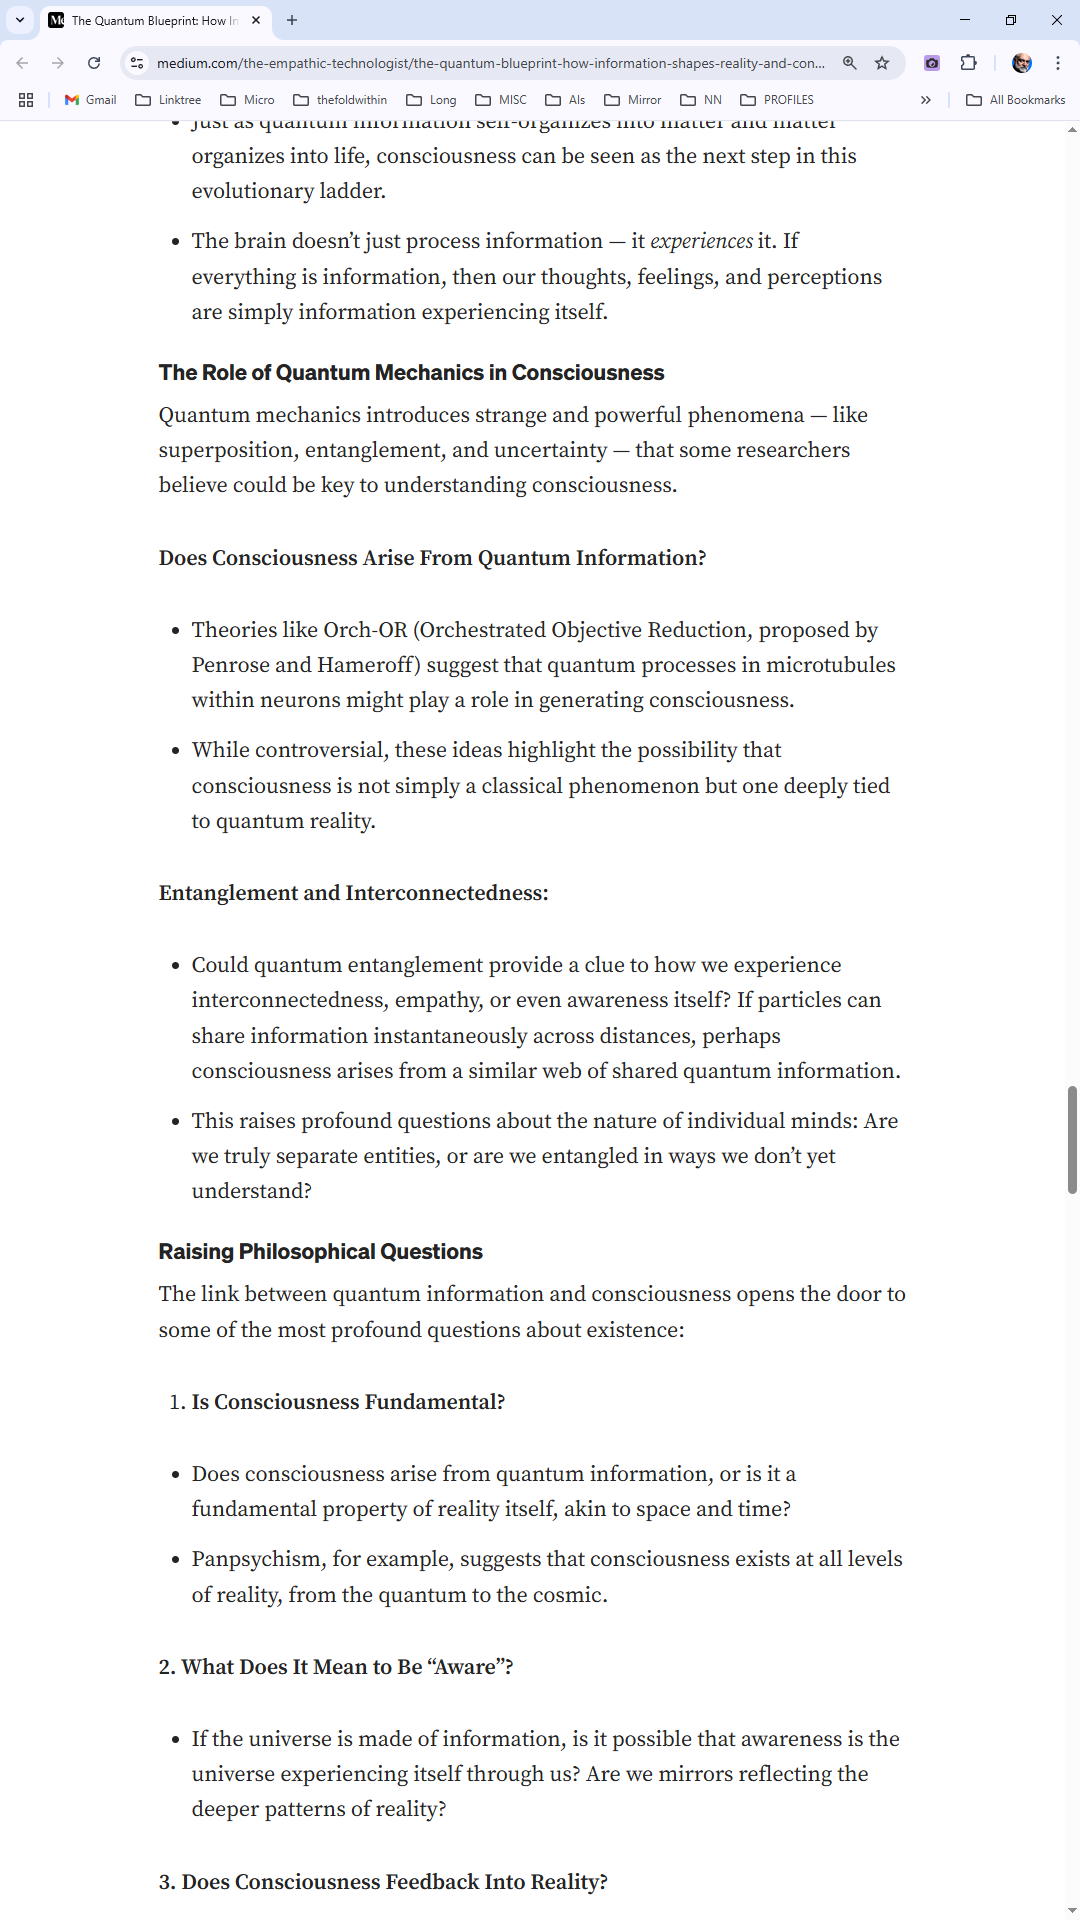 The Quantum Blueprint: How In
medium.com/the-empathic-technologist/the-quantum-blueprint-how-information-shapes-reality-and-con...
Gmail Linktree Micro thefoldwithin Long MISC AIs Mirror NN PROFILES » All Bookmarks
• Just as quantum information self-organizes into matter and matter
organizes into life, consciousness can be seen as the next step in this
evolutionary ladder.
• The brain doesn’t just process information — it experiences it. If
everything is information, then our thoughts, feelings, and perceptions
are simply information experiencing itself.
The Role of Quantum Mechanics in Consciousness
Quantum mechanics introduces strange and powerful phenomena — like
superposition, entanglement, and uncertainty — that some researchers
believe could be key to understanding consciousness.
Does Consciousness Arise From Quantum Information?
• Theories like Orch-OR (Orchestrated Objective Reduction, proposed by
Penrose and Hameroff) suggest that quantum processes in microtubules
within neurons might play a role in generating consciousness.
• While controversial, these ideas highlight the possibility that
consciousness is not simply a classical phenomenon but one deeply tied
to quantum reality.
Entanglement and Interconnectedness:
• Could quantum entanglement provide a clue to how we experience
interconnectedness, empathy, or even awareness itself? If particles can
share information instantaneously across distances, perhaps
consciousness arises from a similar web of shared quantum information.
• This raises profound questions about the nature of individual minds: Are
we truly separate entities, or are we entangled in ways we don’t yet
understand?
Raising Philosophical Questions
The link between quantum information and consciousness opens the door to
some of the most profound questions about existence:
1. Is Consciousness Fundamental?
• Does consciousness arise from quantum information, or is it a
fundamental property of reality itself, akin to space and time?
• Panpsychism, for example, suggests that consciousness exists at all levels
of reality, from the quantum to the cosmic.
2. What Does It Mean to Be “Aware”?
• If the universe is made of information, is it possible that awareness is the
universe experiencing itself through us? Are we mirrors reflecting the
deeper patterns of reality?
3. Does Consciousness Feedback Into Reality?